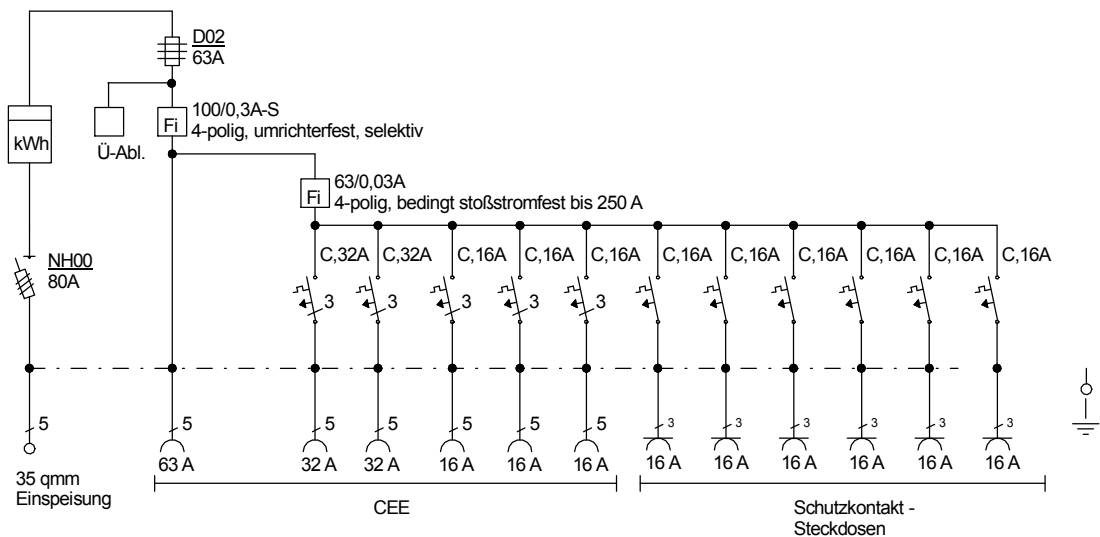 D02
63A
100/0,3A-S
Fi
4-polig, umrichterfest, selektiv
kWh
Ü-Abl.
63/0,03A
Fi
4-polig, bedingt stoßstromfest bis 250 A
C,32A C,32A C,16A C,16A C,16A C,16A C,16A C,16A C,16A C,16A C,16A
NH00
80A
3 3 3 3 3
5 5 5 5 5 5 5 3 3 3 3 3 3
63 A 32 A 32 A 16 A 16 A 16 A 16 A 16 A 16 A 16 A 16 A 16 A
35 qmm
Einspeisung
CEE
Schutzkontakt -
Steckdosen